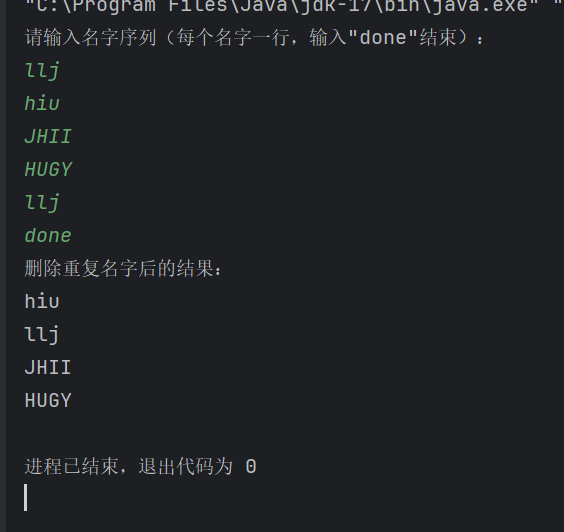 "C:\Program Files\Java\jdk-17\bin\java.exe" "
请输入名字序列（每个名字一行，输入"done"结束）：
llj
hiu
JHII
HUGY
llj
done
删除重复名字后的结果：
hiu
llj
JHII
HUGY
进程已结束，退出代码为 0